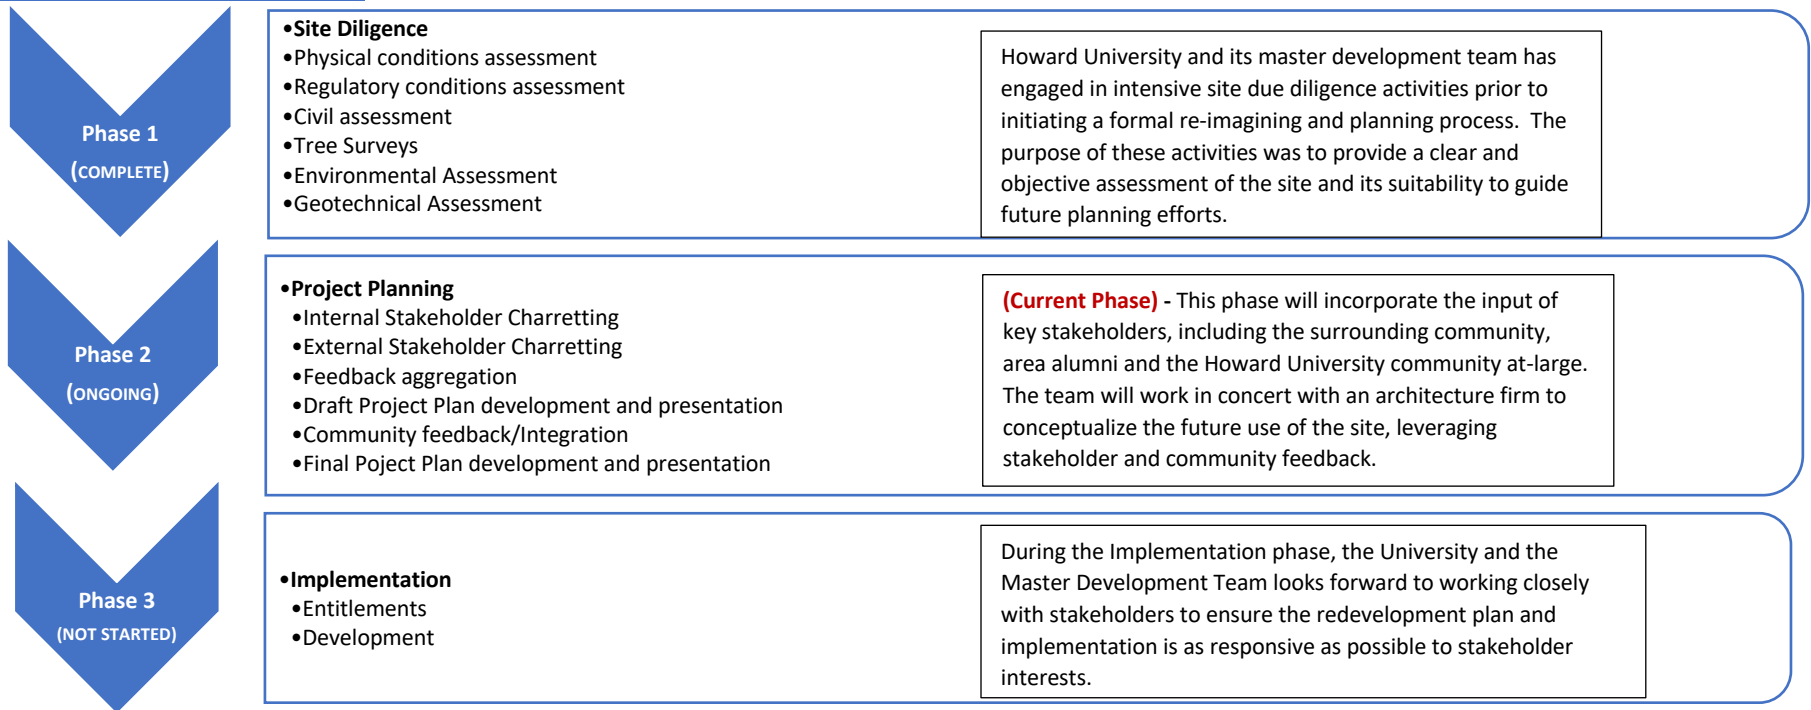 Phase 1
(COMPLETE)
•Site Diligence
•Physical conditions assessment
•Regulatory conditions assessment
•Civil assessment
•Tree Surveys
•Environmental Assessment
•Geotechnical Assessment
Howard University and its master development team has
engaged in intensive site due diligence activities prior to
initiating a formal re-imagining and planning process.  The
purpose of these activities was to provide a clear and
objective assessment of the site and its suitability to guide
future planning efforts.
Phase 2
(ONGOING)
•Project Planning
•Internal Stakeholder Charretting
•External Stakeholder Charretting
•Feedback aggregation
•Draft Project Plan development and presentation
•Community feedback/Integration
•Final Poject Plan development and presentation
(Current Phase) - This phase will incorporate the input of
key stakeholders, including the surrounding community,
area alumni and the Howard University community at-large.
The team will work in concert with an architecture firm to
conceptualize the future use of the site, leveraging
stakeholder and community feedback.
Phase 3
(NOT STARTED)
•Implementation
•Entitlements
•Development
During the Implementation phase, the University and the
Master Development Team looks forward to working closely
with stakeholders to ensure the redevelopment plan and
implementation is as responsive as possible to stakeholder
interests.